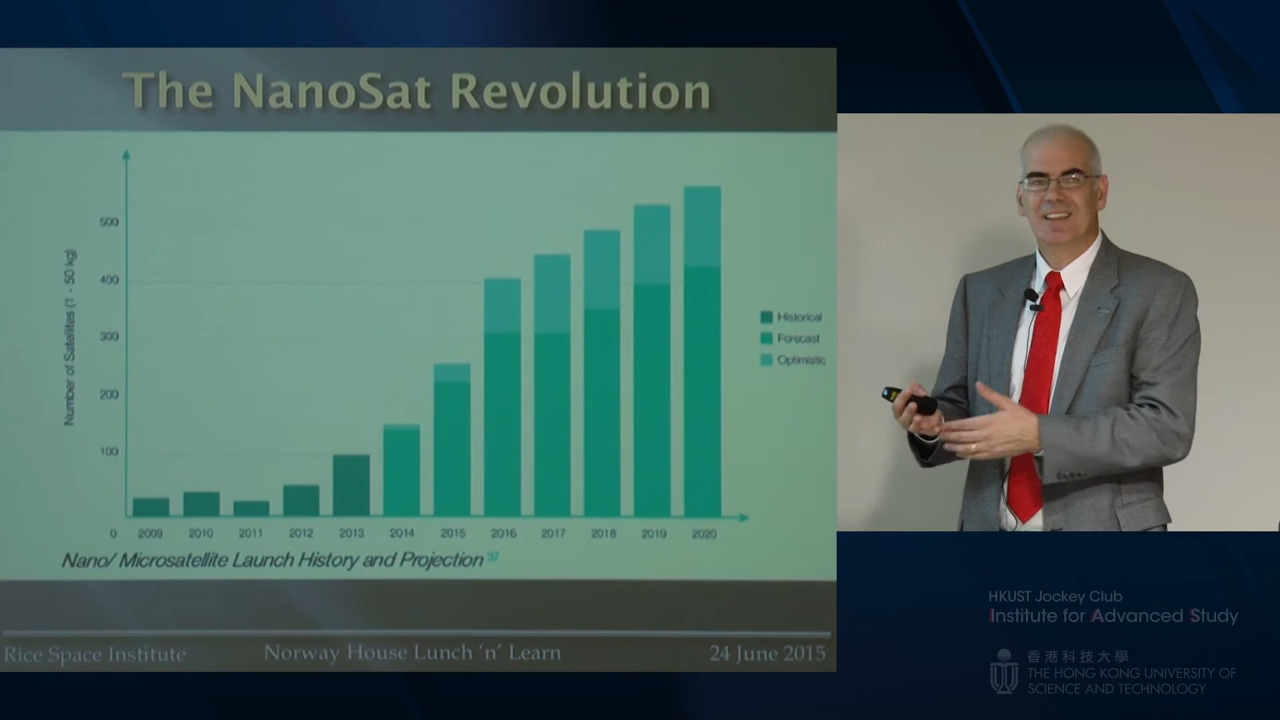 The NanoSat Revolution
Number of Satellites (1 - 50 kg)
500
400
300
200
100
0
2009 2010 2011 2012 2013 2014 2015 2016 2017 2018 2019 2020
Historical
Forecast
Optimistic
Nano/ Microsatellite Launch History and Projection 37
Rice Space Institute Norway House Lunch 'n' Learn 24 June 2015
HKUST Jockey Club
Institute for Advanced Study
香港科技大學
THE HONG KONG UNIVERSITY OF
SCIENCE AND TECHNOLOGY